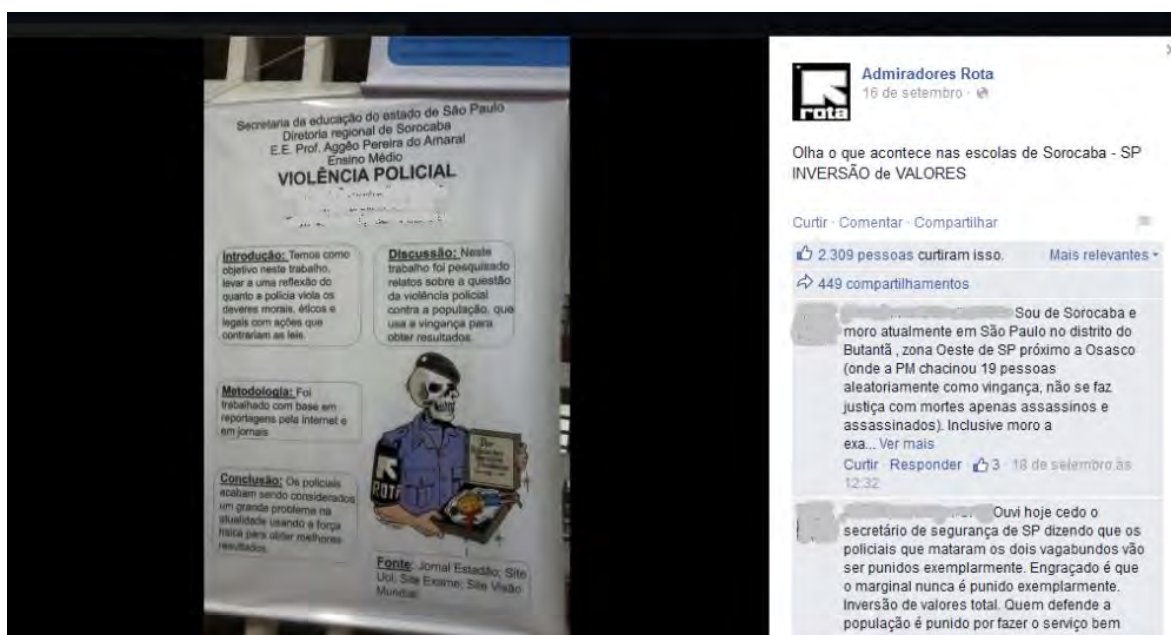 Secretaria da educação do estado de São Paulo
Diretoria regional de Sorocaba
E.E. Prof. Aggêo Pereira do Amaral
Ensino Médio
VIOLÊNCIA POLICIAL
Introdução: Temos como
objetivo neste trabalho,
levar a uma reflexão do
quanto a polícia viola os
deveres morais, éticos e
legais com ações que
contrariam as leis.
Discussão: Neste
trabalho foi pesquisado
relatos sobre a questão
da violência policial
contra a população, que
usa a vingança para
obter resultados.
Metodologia: Foi
trabalhado com base em
reportagens pela internet e
em jornais
Conclusão: Os policiais
acabam sendo considerados
um grande problema na
atualidade usando a força
física para obter melhores
resultados.
ROTA
Fonte: Jornal Estadão; Site
Uol; Site Exame; Site Visão
Mundial
rota
Admiradores Rota
16 de setembro ·
Olha o que acontece nas escolas de Sorocaba - SP
INVERSÃO de VALORES
Curtir · Comentar · Compartilhar
2.309 pessoas curtiram isso. Mais relevantes
449 compartilhamentos
Sou de Sorocaba e
moro atualmente em São Paulo no distrito do
Butantã , zona Oeste de SP próximo a Osasco
(onde a PM chacinou 19 pessoas
aleatoriamente como vingança, não se faz
justiça com mortes apenas assassinos e
assassinados). Inclusive moro a
exa... Ver mais
Curtir · Responder · 3 · 18 de setembro às
12:32
Ouvi hoje cedo o
secretário de segurança de SP dizendo que os
policiais que mataram os dois vagabundos vão
ser punidos exemplarmente. Engraçado é que
o marginal nunca é punido exemplarmente.
Inversão de valores total. Quem defende a
população é punido por fazer o serviço bem